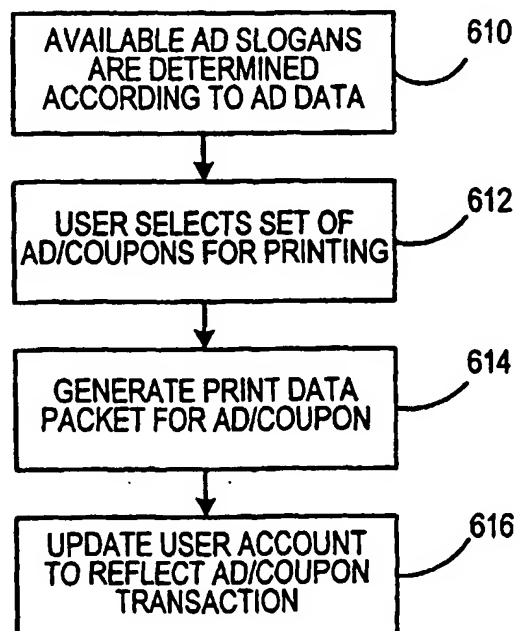 AVAILABLE AD SLOGANS
ARE DETERMINED
ACCORDING TO AD DATA
610
USER SELECTS SET OF
AD/COUPONS FOR PRINTING
612
GENERATE PRINT DATA
PACKET FOR AD/COUPON
614
UPDATE USER ACCOUNT
TO REFLECT AD/COUPON
TRANSACTION
616